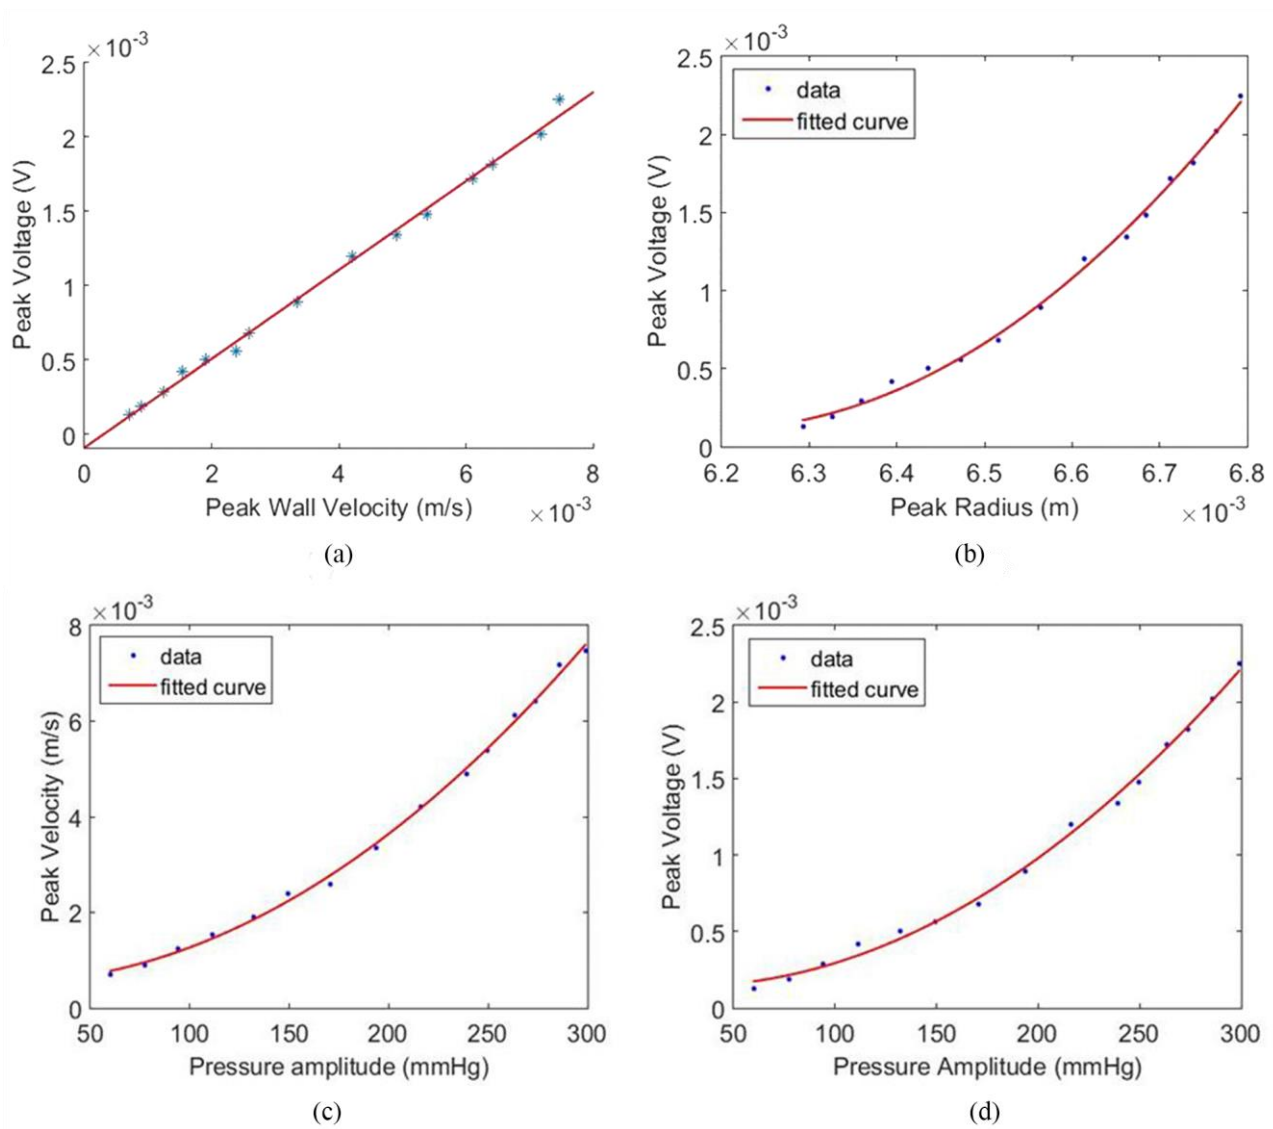 ×10-3
2.5
2
1.5
1
0.5
0
0 2 4 6 8
Peak Voltage (V)
Peak Wall Velocity (m/s) ×10-3
(a)
×10-3
2.5
2
1.5
1
0.5
0
6.2 6.3 6.4 6.5 6.6 6.7 6.8
data
fitted curve
Peak Voltage (V)
Peak Radius (m)
×10-3
(b)
×10-3
8
6
4
2
0
50 100 150 200 250 300
data
fitted curve
Peak Velocity (m/s)
Pressure amplitude (mmHg)
(c)
×10-3
2.5
2
1.5
1
0.5
0
50 100 150 200 250 300
data
fitted curve
Peak Voltage (V)
Pressure Amplitude (mmHg)
(d)